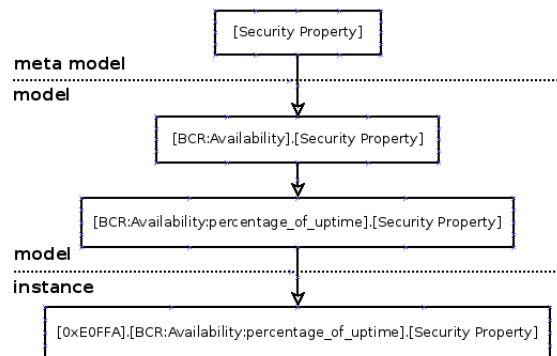 [Security Property]
meta model
model
[BCR:Availability].[Security Property]
[BCR:Availability:percentage_of_uptime].[Security Property]
model
instance
[0xE0FFA].[BCR:Availability:percentage_of_uptime].[Security Property]